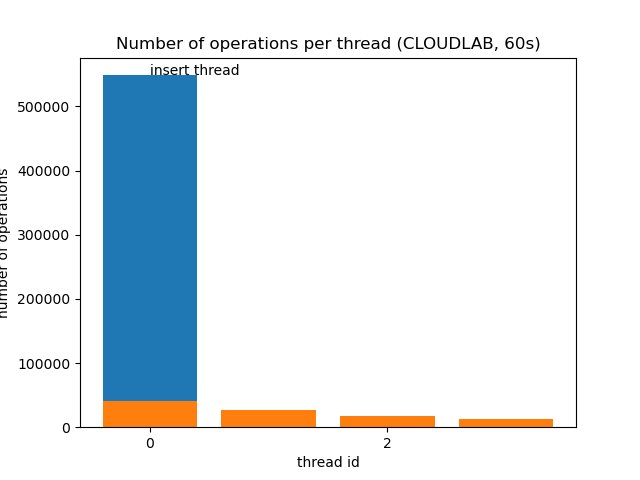 Number of operations per thread (CLOUDLAB, 60s)
insert thread
500000
400000
300000
200000
100000
0
number of operations
0
2
thread id